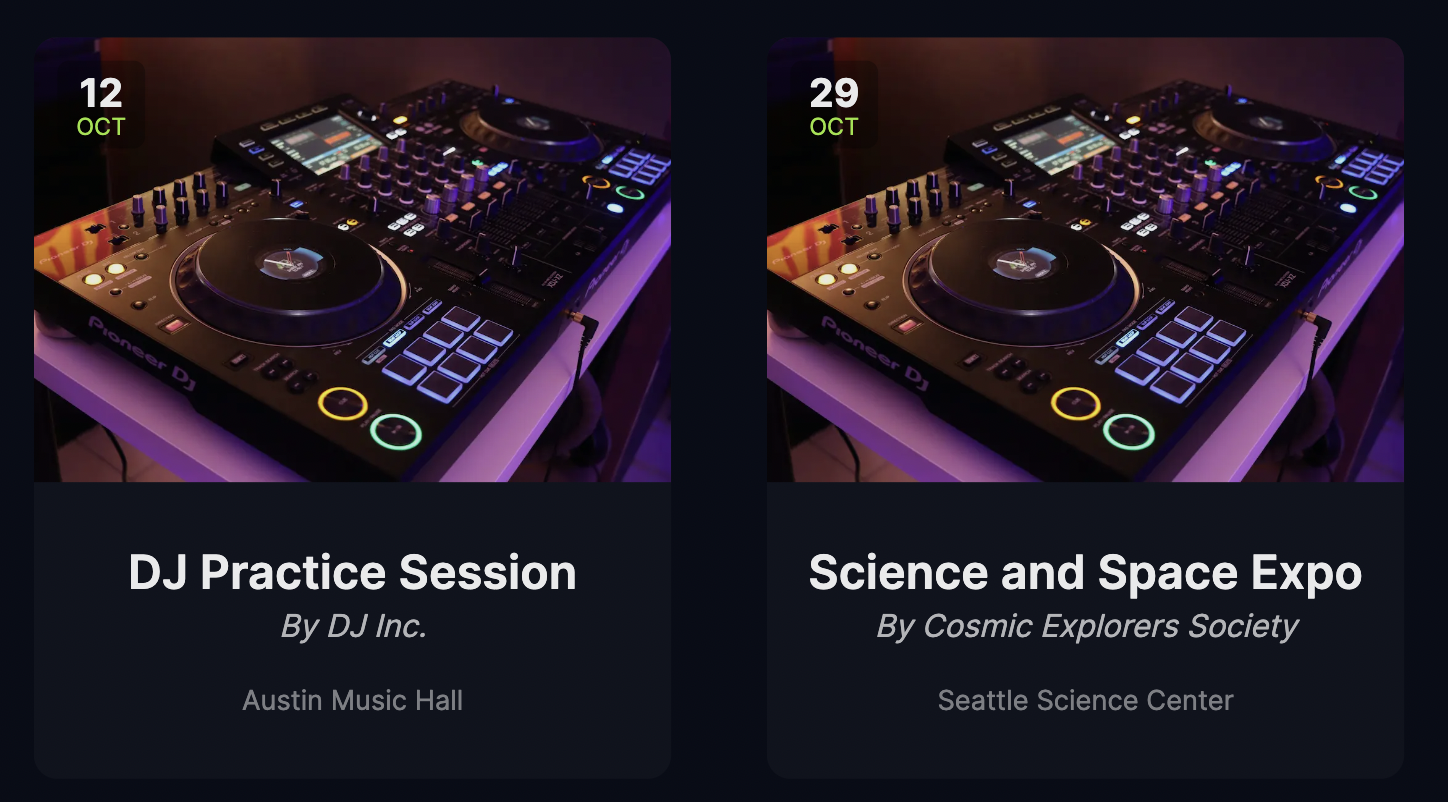 12
OCT
Pioneer DJ
DJ Practice Session
By DJ Inc.
Austin Music Hall
29
OCT
Pioneer DJ
Science and Space Expo
By Cosmic Explorers Society
Seattle Science Center